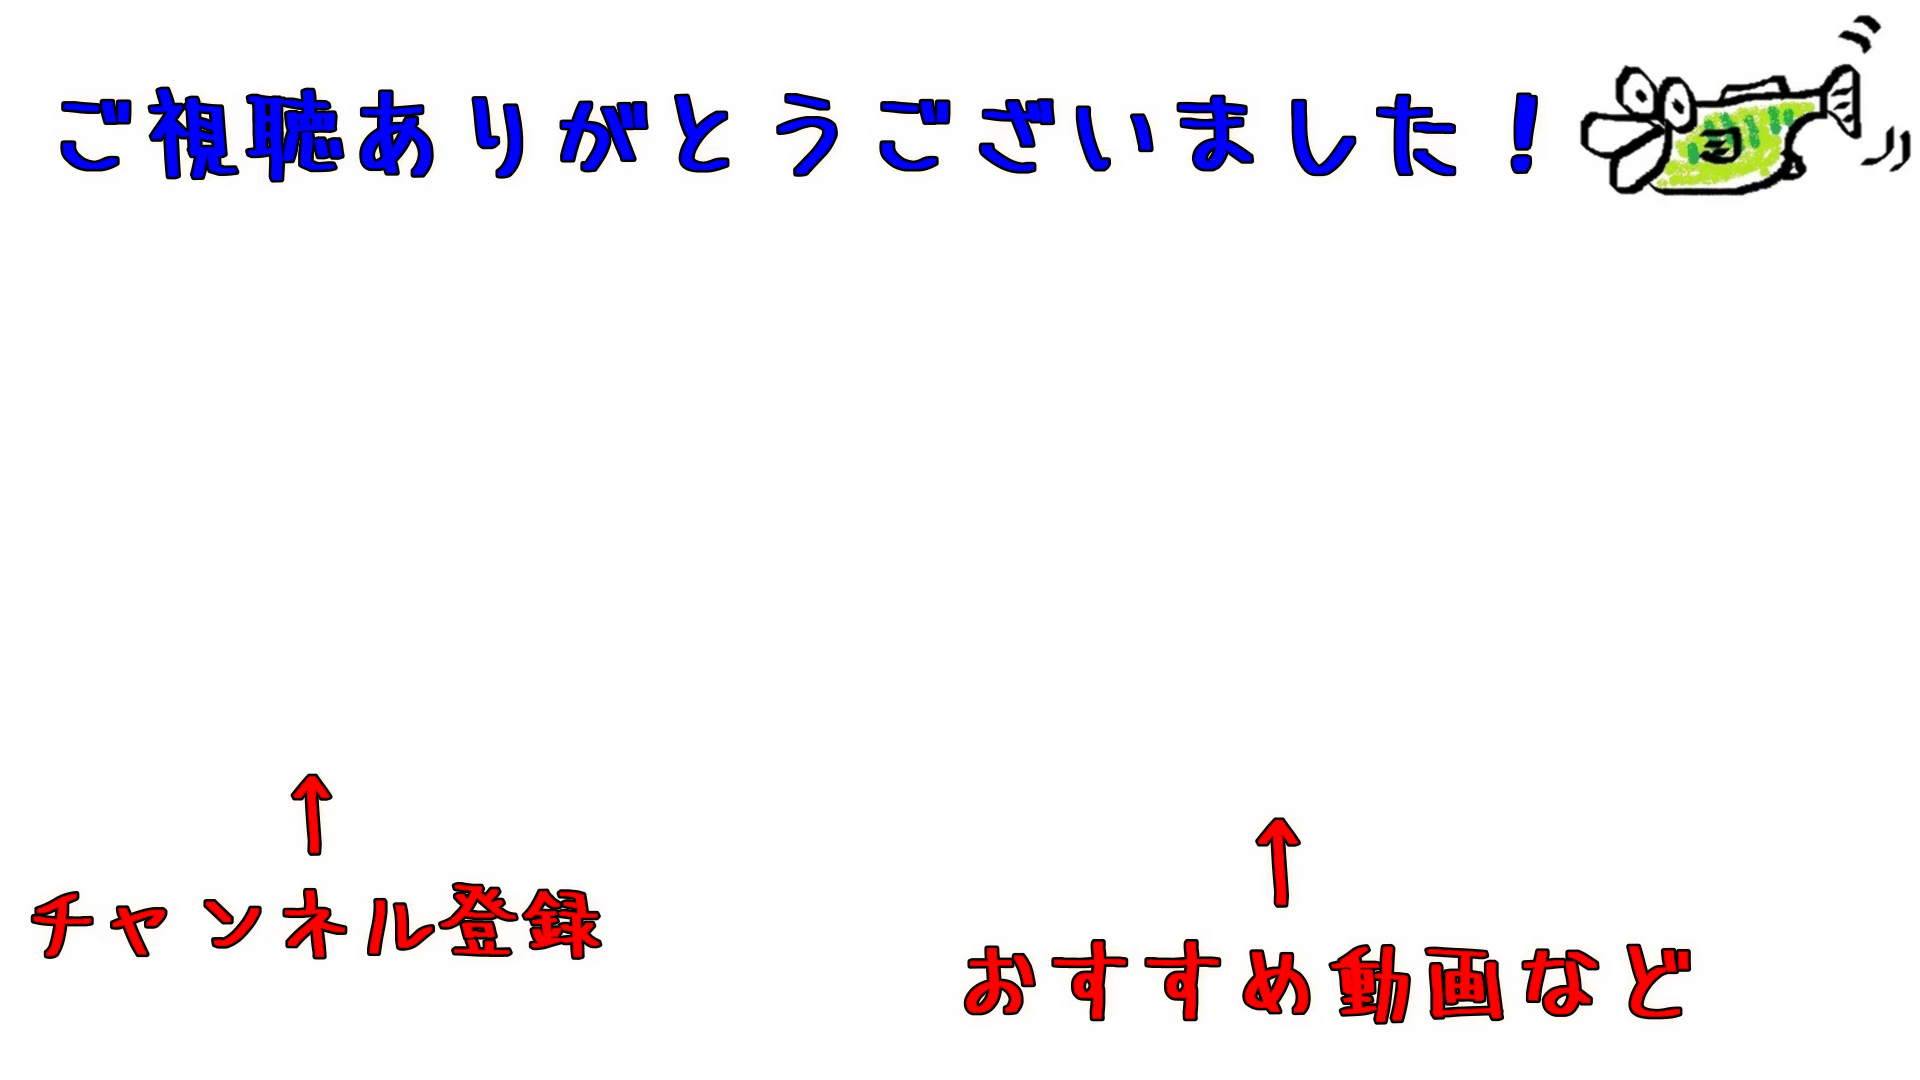 ご視聴ありがとうございました！
↑
チャンネル登録
↑
おすすめ動画など